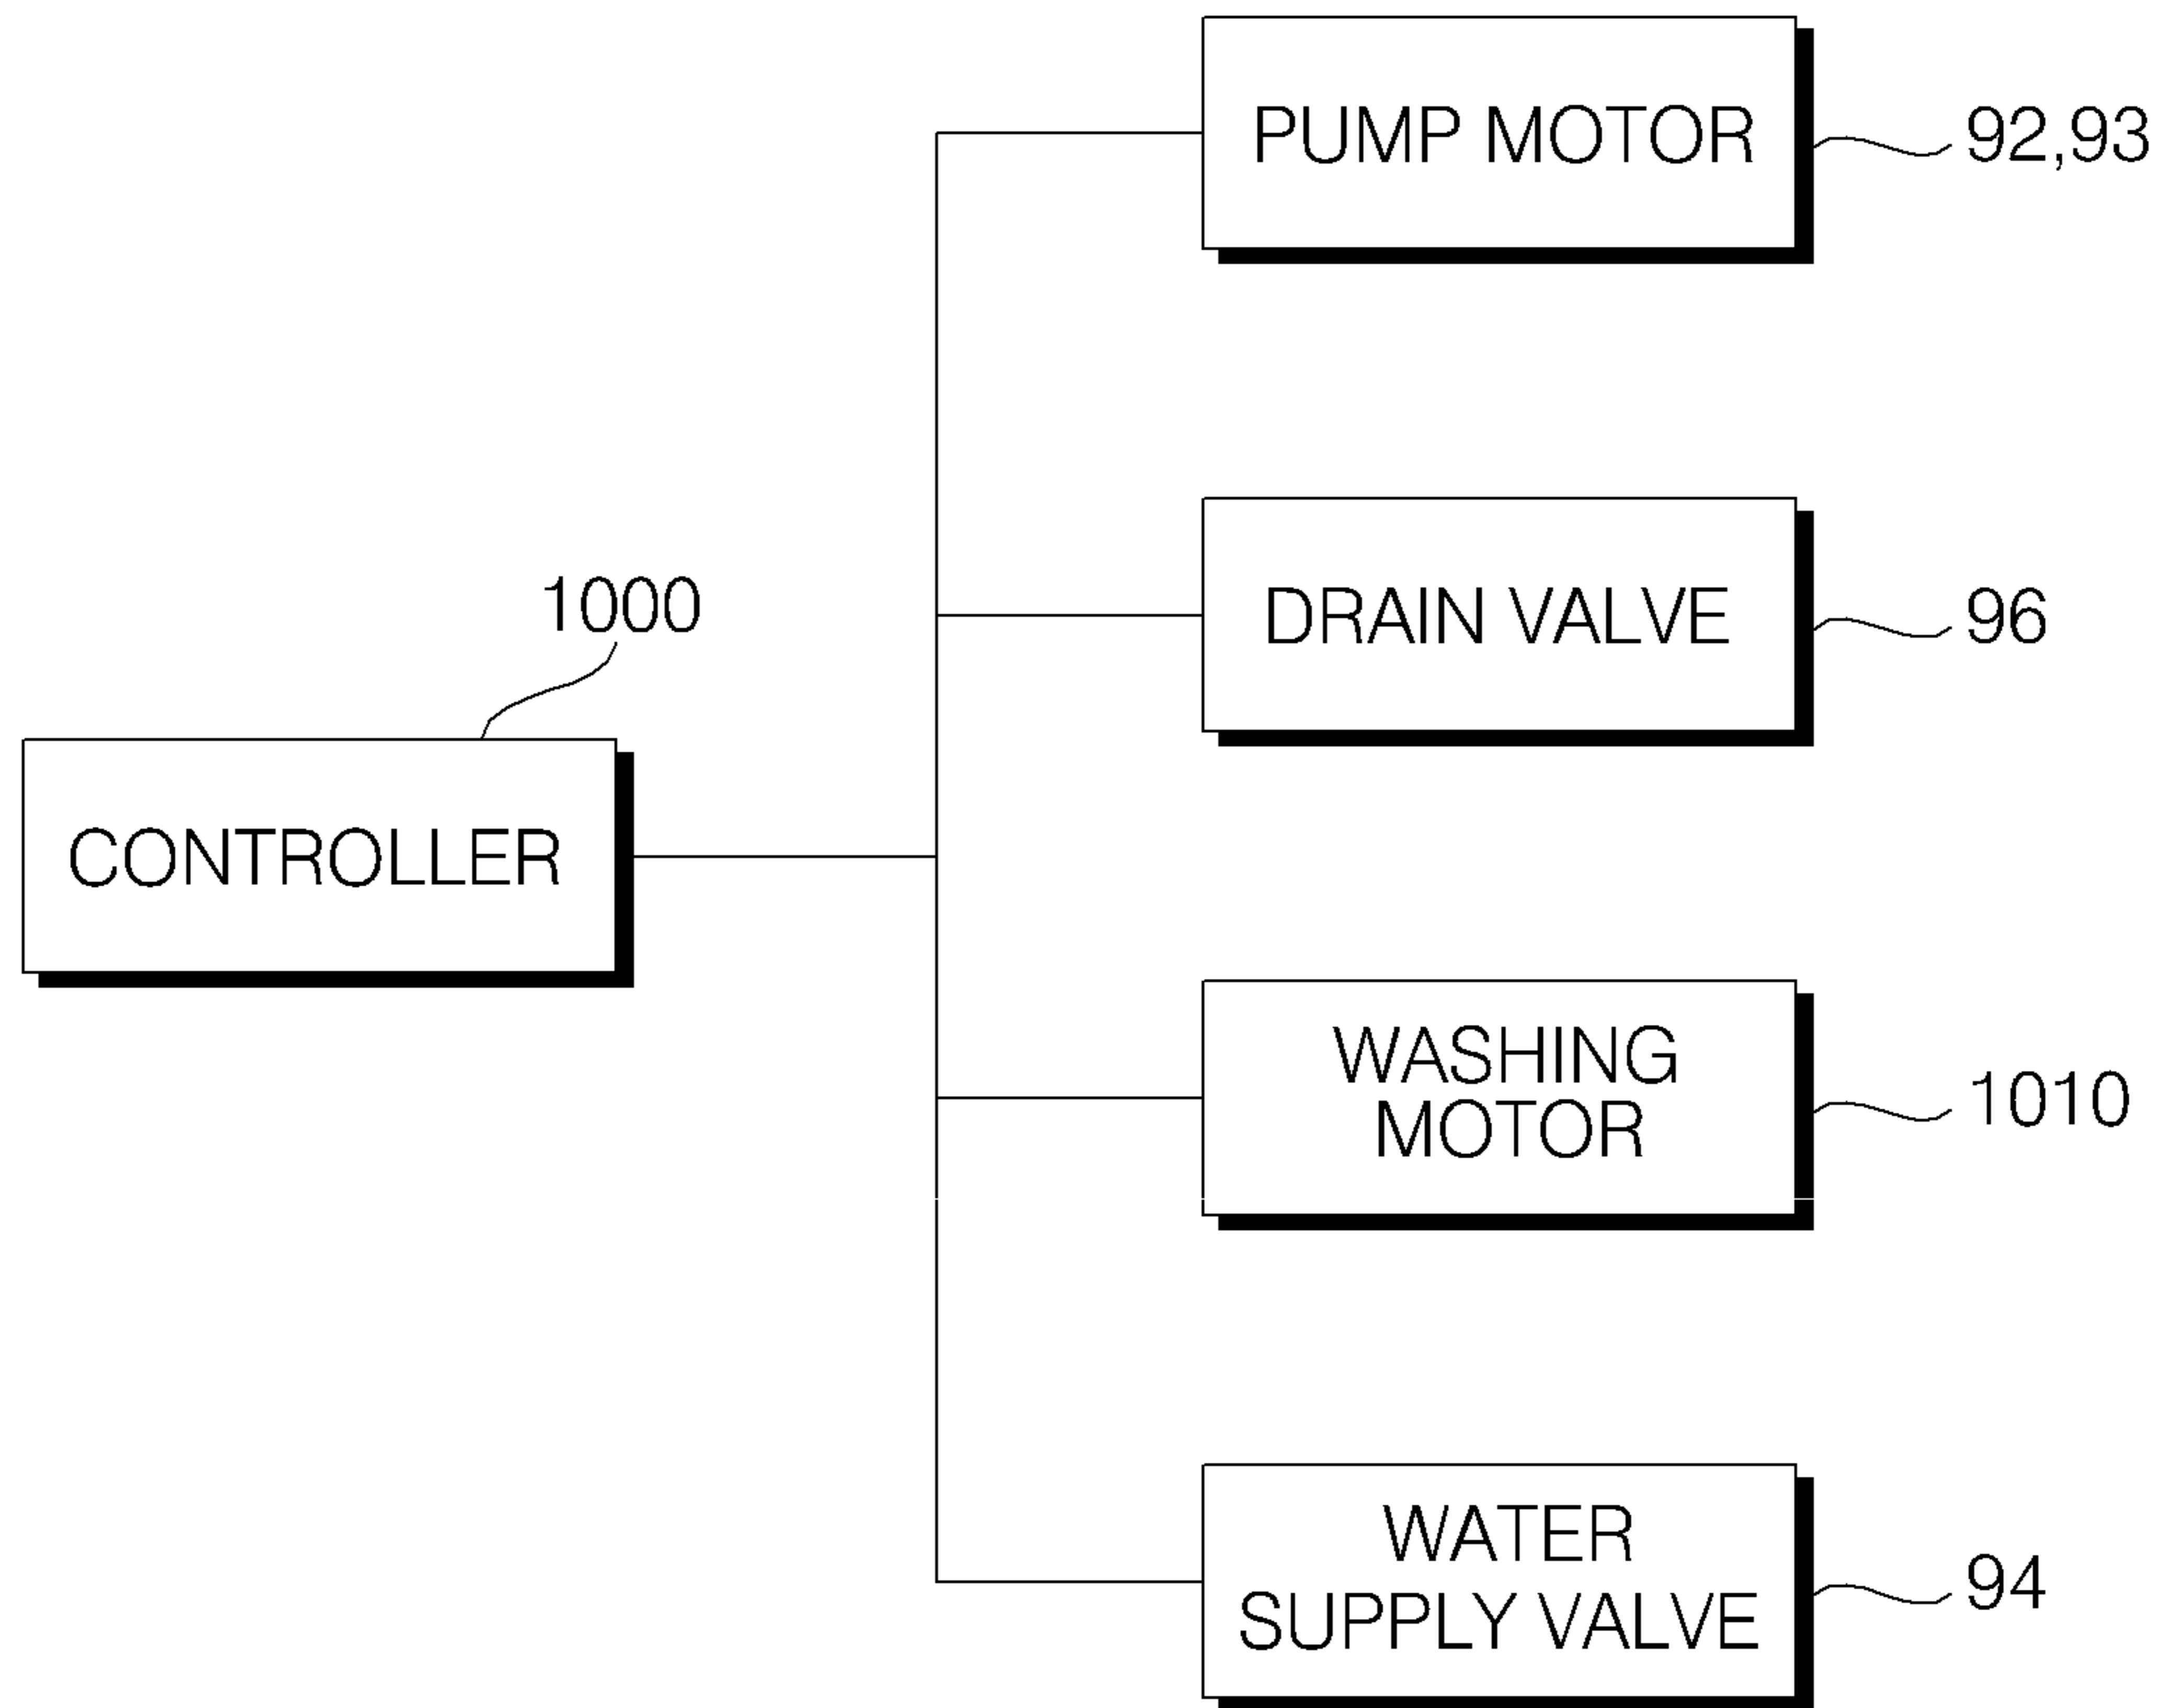 PUMP MOTOR
92,93
DRAIN VALVE
96
1000
CONTROLLER
WASHING
MOTOR
1010
WATER
SUPPLY VALVE
94